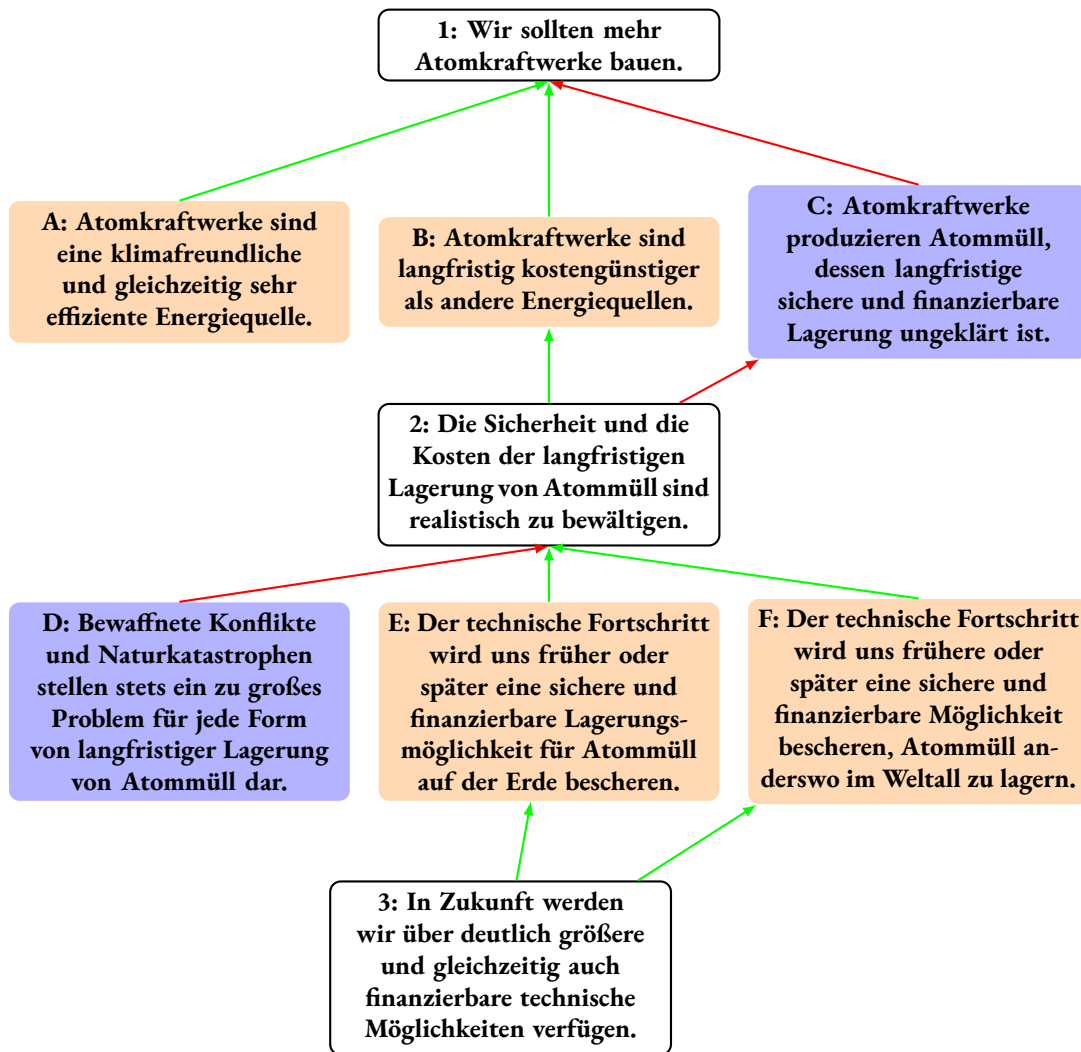 1: Wir sollten mehr
Atomkraftwerke bauen.
A: Atomkraftwerke sind
eine klimafreundliche
und gleichzeitig sehr
effiziente Energiequelle.
B: Atomkraftwerke sind
langfristig kostengünstiger
als andere Energiequellen.
C: Atomkraftwerke
produzieren Atommüll,
dessen langfristige
sichere und finanzierbare
Lagerung ungeklärt ist.
2: Die Sicherheit und die
Kosten der langfristigen
Lagerung von Atommüll sind
realistisch zu bewältigen.
D: Bewaffnete Konflikte
und Naturkatastrophen
stellen stets ein zu großes
Problem für jede Form
von langfristiger Lagerung
von Atommüll dar.
E: Der technische Fortschritt
wird uns früher oder
später eine sichere und
finanzierbare Lagerungs-
möglichkeit für Atommüll
auf der Erde bescheren.
F: Der technische Fortschritt
wird uns frühere oder
später eine sichere und
finanzierbare Möglichkeit
bescheren, Atommüll an-
derswo im Weltall zu lagern.
3: In Zukunft werden
wir über deutlich größere
und gleichzeitig auch
finanzierbare technische
Möglichkeiten verfügen.